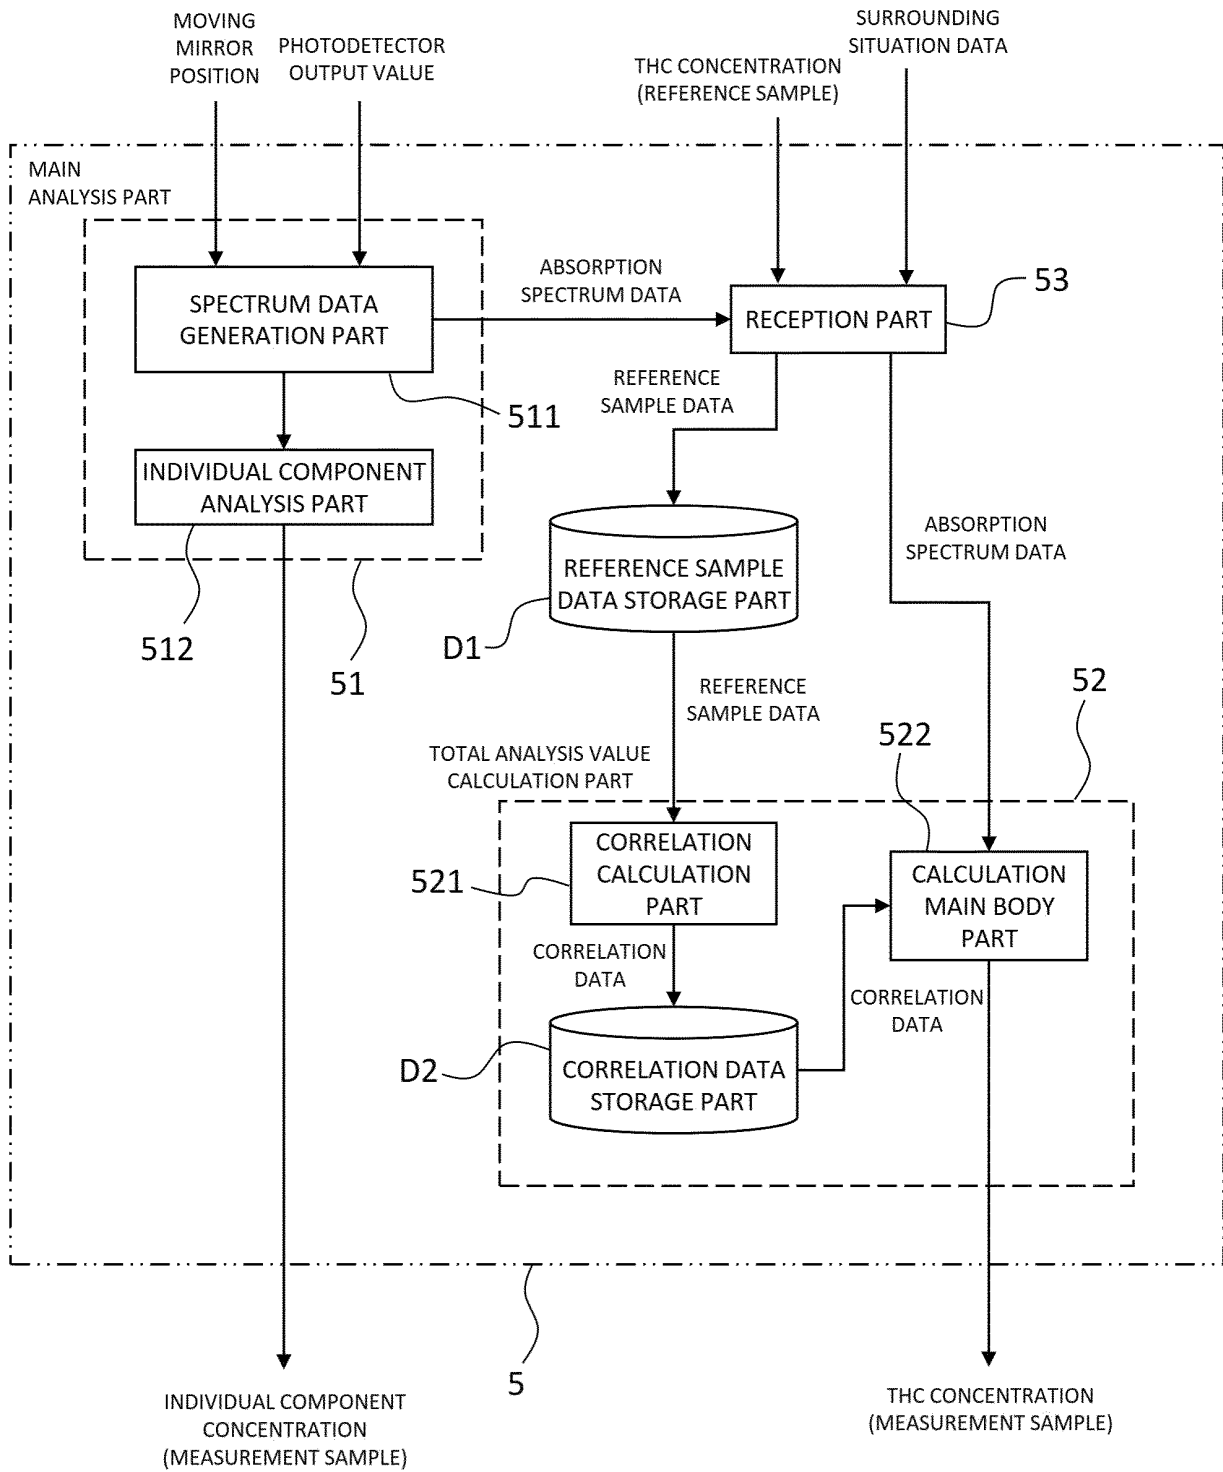 MOVING
MIRROR
POSITION
PHOTODETECTOR
OUTPUT VALUE
THC CONCENTRATION
(REFERENCE SAMPLE)
SURROUNDING
SITUATION DATA
MAIN
ANALYSIS PART
SPECTRUM DATA
GENERATION PART
511
ABSORPTION
SPECTRUM DATA
RECEPTION PART
53
INDIVIDUAL COMPONENT
ANALYSIS PART
512
51
REFERENCE
SAMPLE DATA
REFERENCE SAMPLE
DATA STORAGE PART
D1
ABSORPTION
SPECTRUM DATA
REFERENCE
SAMPLE DATA
52
522
TOTAL ANALYSIS VALUE
CALCULATION PART
CORRELATION
CALCULATION
PART
521
CALCULATION
MAIN BODY
PART
CORRELATION
DATA
CORRELATION
DATA
D2
CORRELATION DATA
STORAGE PART
5
INDIVIDUAL COMPONENT
CONCENTRATION
(MEASUREMENT SAMPLE)
THC CONCENTRATION
(MEASUREMENT SAMPLE)